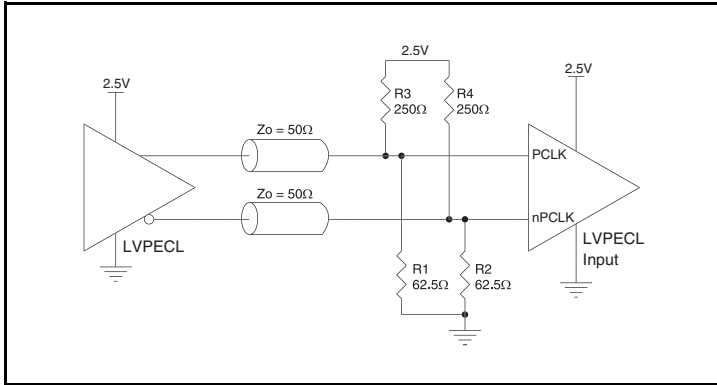 2.5V
2.5V
2.5V
R3
250Ω
R4
250Ω
Zo = 50Ω
PCLK
Zo = 50Ω
nPCLK
LVPECL
LVPECL
Input
R1
62.5Ω
R2
62.5Ω